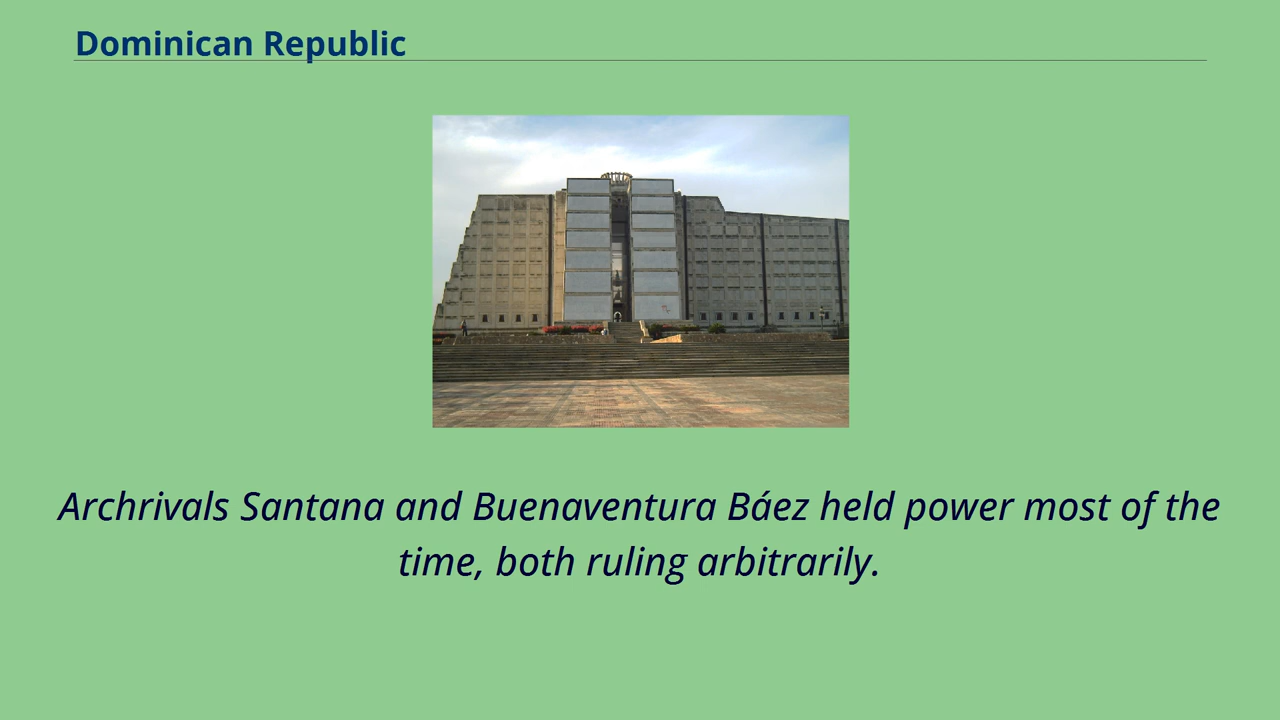 Dominican Republic
Archrivals Santana and Buenaventura Báez held power most of the
time, both ruling arbitrarily.